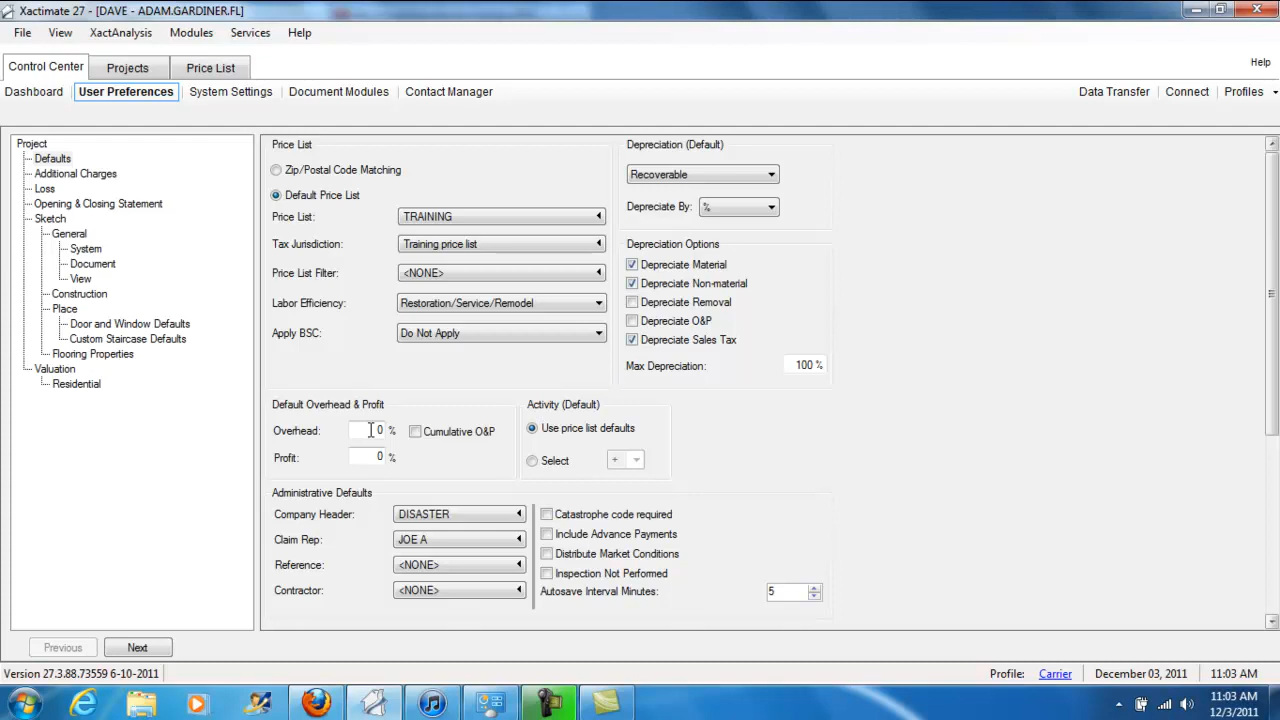 Xactimate 27 - [DAVE - ADAM.GARDINER.FL]
File View XactAnalysis Modules Services Help
Control Center Projects Price List Help
Dashboard User Preferences System Settings Document Modules Contact Manager Data Transfer Connect Profiles
Project
Defaults
Additional Charges
Loss
Opening & Closing Statement
Sketch
General
System
Document
View
Construction
Place
Door and Window Defaults
Custom Staircase Defaults
Flooring Properties
Valuation
Residential
Price List
Zip/Postal Code Matching
Default Price List
Price List: TRAINING
Tax Jurisdiction: Training price list
Price List Filter: <NONE>
Labor Efficiency: Restoration/Service/Remodel
Apply BSC: Do Not Apply
Depreciation (Default)
Recoverable
Depreciate By: %
Depreciation Options
Depreciate Material
Depreciate Non-material
Depreciate Removal
Depreciate O&P
Depreciate Sales Tax
Max Depreciation: 100 %
Default Overhead & Profit
Overhead: 0 % Cumulative O&P
Profit: 0 %
Activity (Default)
Use price list defaults
Select +
Administrative Defaults
Company Header: DISASTER
Claim Rep: JOE A
Reference: <NONE>
Contractor: <NONE>
Catastrophe code required
Include Advance Payments
Distribute Market Conditions
Inspection Not Performed
Autosave Interval Minutes: 5
Previous Next
Version 27.3.88.73559 6-10-2011 Profile: Carrier December 03, 2011 11:03 AM
11:03 AM
12/3/2011